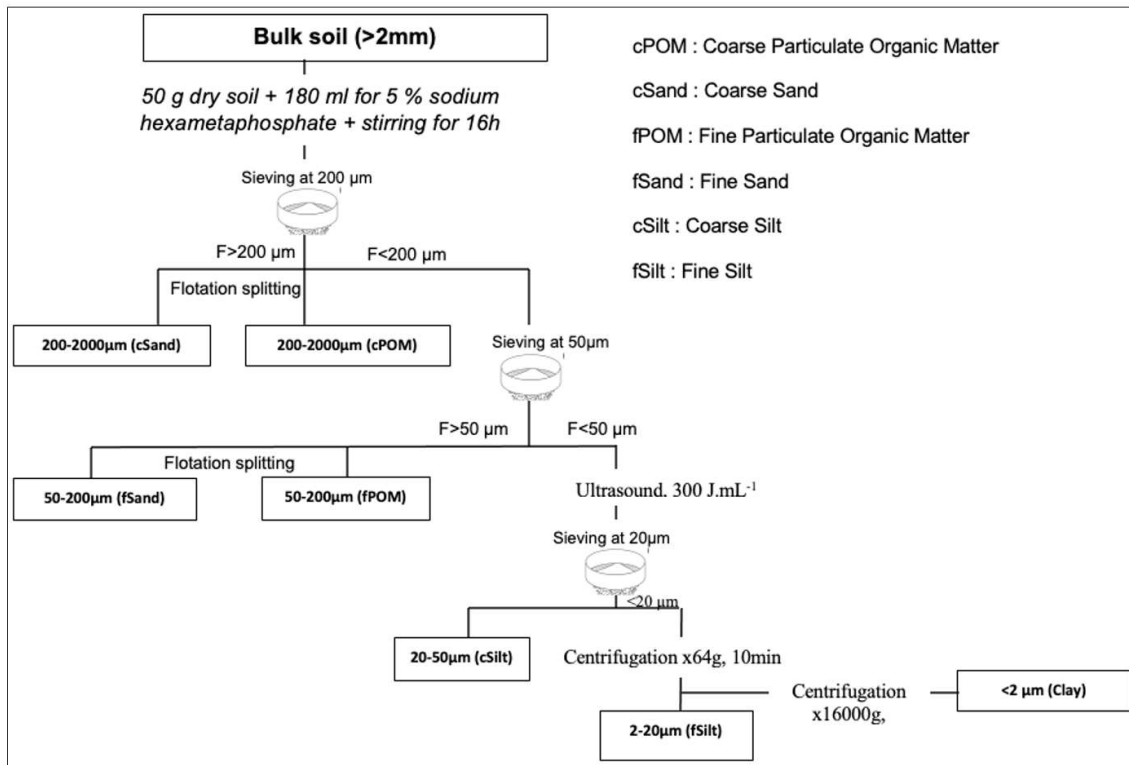 Bulk soil (>2mm)
50 g dry soil + 180 ml for 5 % sodium
hexametaphosphate + stirring for 16h
Sieving at 200 µm
F>200 µm
F<200 µm
Flotation splitting
200-2000µm (cSand)
200-2000µm (cPOM)
Sieving at 50µm
F>50 µm
F<50 µm
Flotation splitting
50-200µm (fSand)
50-200µm (fPOM)
Ultrasound. 300 J.mL-1
Sieving at 20µm
<20 µm
20-50µm (cSilt)
Centrifugation x64g, 10min
Centrifugation
x16000g,
<2 µm (Clay)
2-20µm (fSilt)
cPOM : Coarse Particulate Organic Matter
cSand : Coarse Sand
fPOM : Fine Particulate Organic Matter
fSand : Fine Sand
cSilt : Coarse Silt
fSilt : Fine Silt